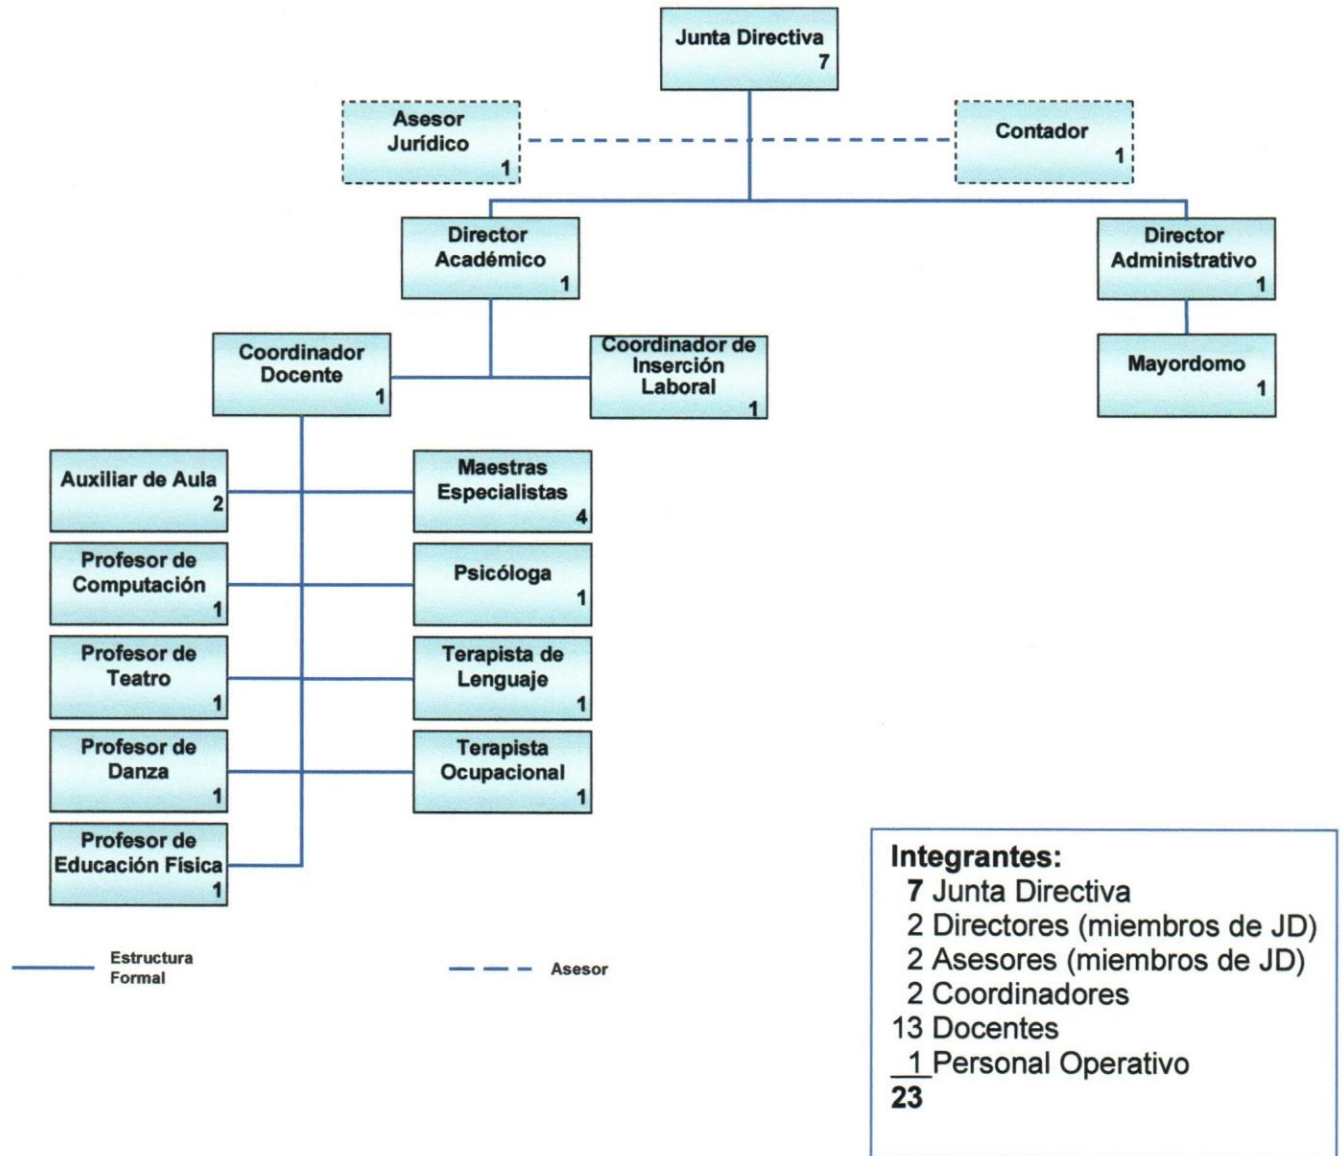 Junta Directiva
7
Asesor
Jurídico
1
Contador
1
Director
Académico
1
Director
Administrativo
1
Coordinador
Docente
1
Coordinador de
Inserción
Laboral
1
Mayordomo
1
Auxiliar de Aula
2
Maestras
Especialistas
4
Profesor de
Computación
1
Psicóloga
1
Profesor de
Teatro
1
Terapista de
Lenguaje
1
Profesor de
Danza
1
Terapista
Ocupacional
1
Profesor de
Educación Física
1
Estructura
Formal
Asesor
Integrantes:
7 Junta Directiva
2 Directores (miembros de JD)
2 Asesores (miembros de JD)
2 Coordinadores
13 Docentes
1 Personal Operativo
23